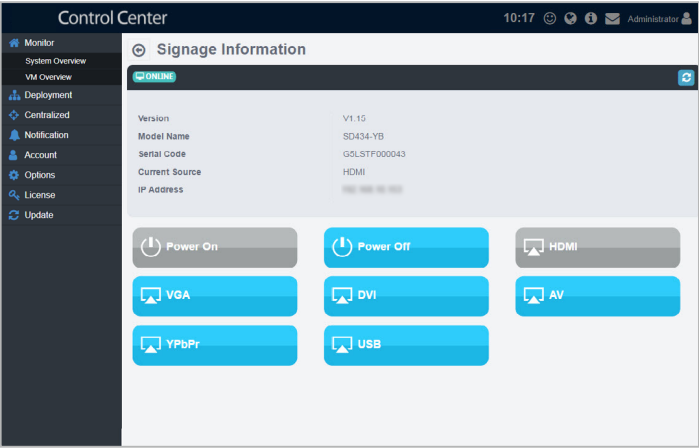 Control Center
10:17
Administrator
Monitor
System Overview
VM Overview
Deployment
Centralized
Notification
Account
Options
License
Update
Signage Information
ONLINE
Version V1.15
Model Name SD434-YB
Serial Code G5LSTF000043
Current Source HDMI
IP Address
Power On Power Off HDMI
VGA DVI AV
YPbPr USB